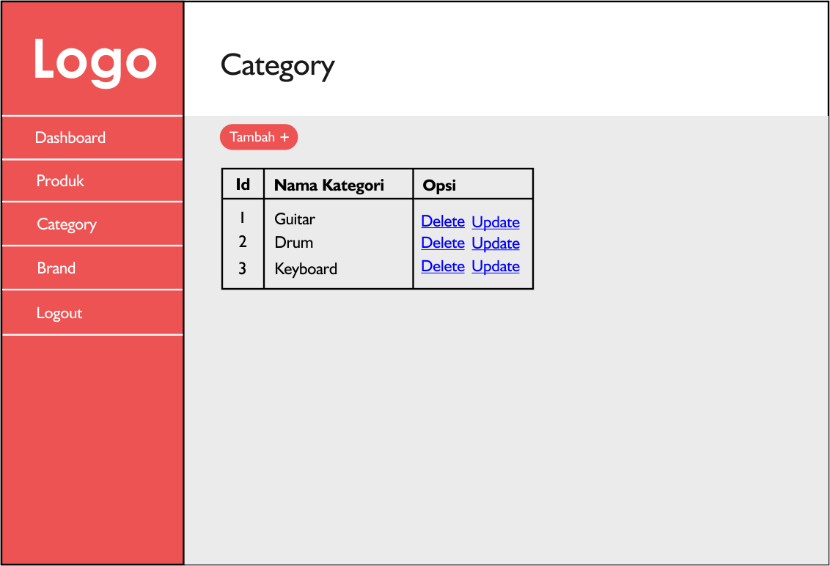 Logo
Category
Dashboard
Produk
Category
Brand
Logout
Tambah +
Id Nama Kategori Opsi
1 Guitar Delete Update
2 Drum Delete Update
3 Keyboard Delete Update